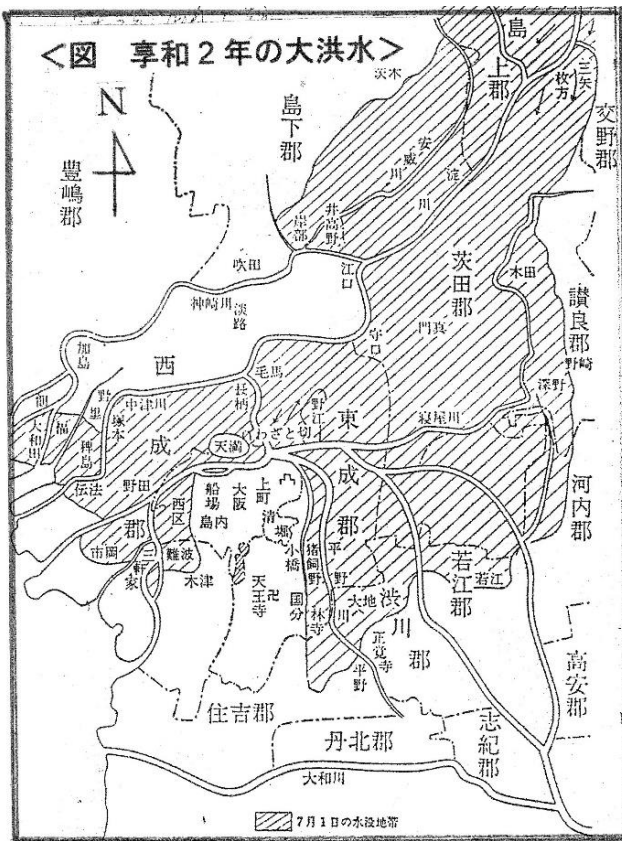 ＜図 享和2年の大洪水＞
N
島上郡
茨木
三矢
枚方
交野郡
島下郡
豊嶋郡
安威川
淀川
井高野
岸部
吹田
江口
神崎川
淡路
茨田郡
木田
讃良郡
野崎
門真
守口
深野
加島
西成郡
毛馬
長柄
野里
中津川
塚本
大和田
福
稗島
伝法
野田
天満
わざと切
野江
東成郡
寝屋川
河内郡
西区
船場
島内
大阪
上町
清堀
小橋
猪飼野
平野川
若江郡
若江
市岡
三軒家
難波
木津
天王寺
卍
国分
林寺
大地
渋川郡
正覚寺
平野
高安郡
住吉郡
丹北郡
志紀郡
大和川
7月1日の水没地帯